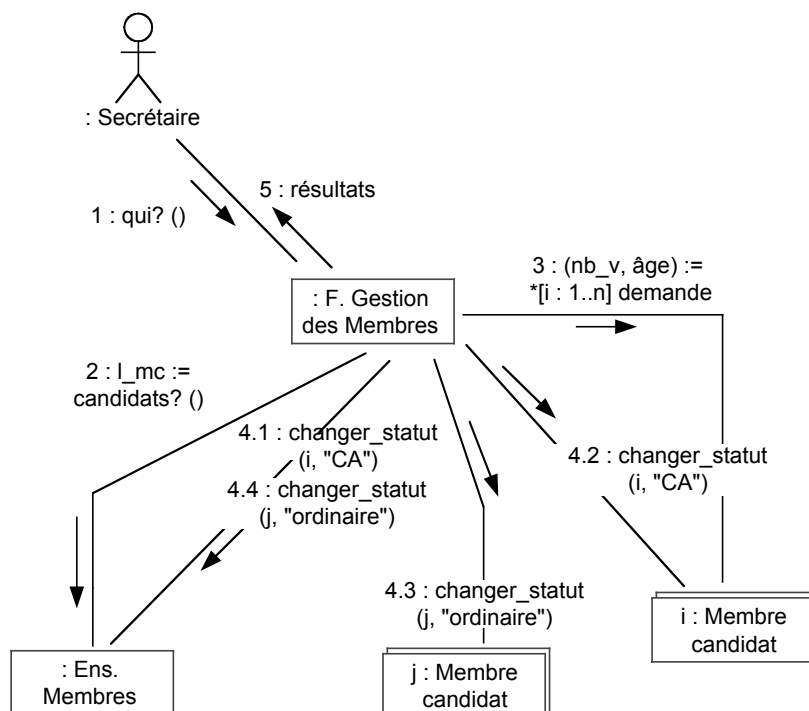 : Secrétaire
5 : résultats
1 : qui? ()
3 : (nb_v, âge) :=
*[i : 1..n] demande
: F. Gestion
des Membres
2 : l_mc :=
candidats? ()
4.1 : changer_statut
(i, "CA")
4.4 : changer_statut
(j, "ordinaire")
4.2 : changer_statut
(i, "CA")
4.3 : changer_statut
(j, "ordinaire")
i : Membre
candidat
: Ens.
Membres
j : Membre
candidat